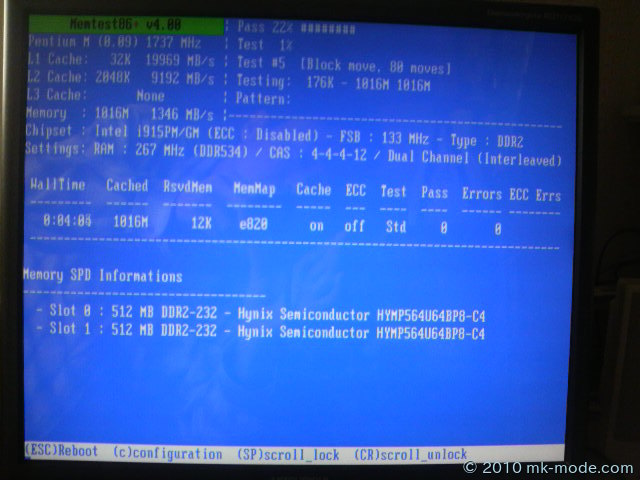 Memtest86+ v4.00 | Pass 22% ########
Pentium M (0.09) 1737 MHz | Test 1%
L1 Cache: 32K 19969 MB/s | Test #5 [Block move, 80 moves]
L2 Cache: 2048K 9192 MB/s | Testing: 176K - 1016M 1016M
L3 Cache: None | Pattern:
Memory : 1016M 1346 MB/s |--------------------------------------------------
Chipset : Intel i915PM/GM (ECC : Disabled) - FSB : 133 MHz - Type : DDR2
Settings: RAM : 267 MHz (DDR534) / CAS : 4-4-4-12 / Dual Channel (Interleaved)
WallTime Cached RsvdMem MemMap Cache ECC Test Pass Errors ECC Errs
0:04:08 1016M 12K e820 on off Std 0 0
Memory SPD Informations
- Slot 0 : 512 MB DDR2-232 - Hynix Semiconductor HYMP564U64BP8-C4
- Slot 1 : 512 MB DDR2-232 - Hynix Semiconductor HYMP564U64BP8-C4
(ESC)Reboot (c)configuration (SP)scroll_lock (CR)scroll_unlock
© 2010 mk-mode.com